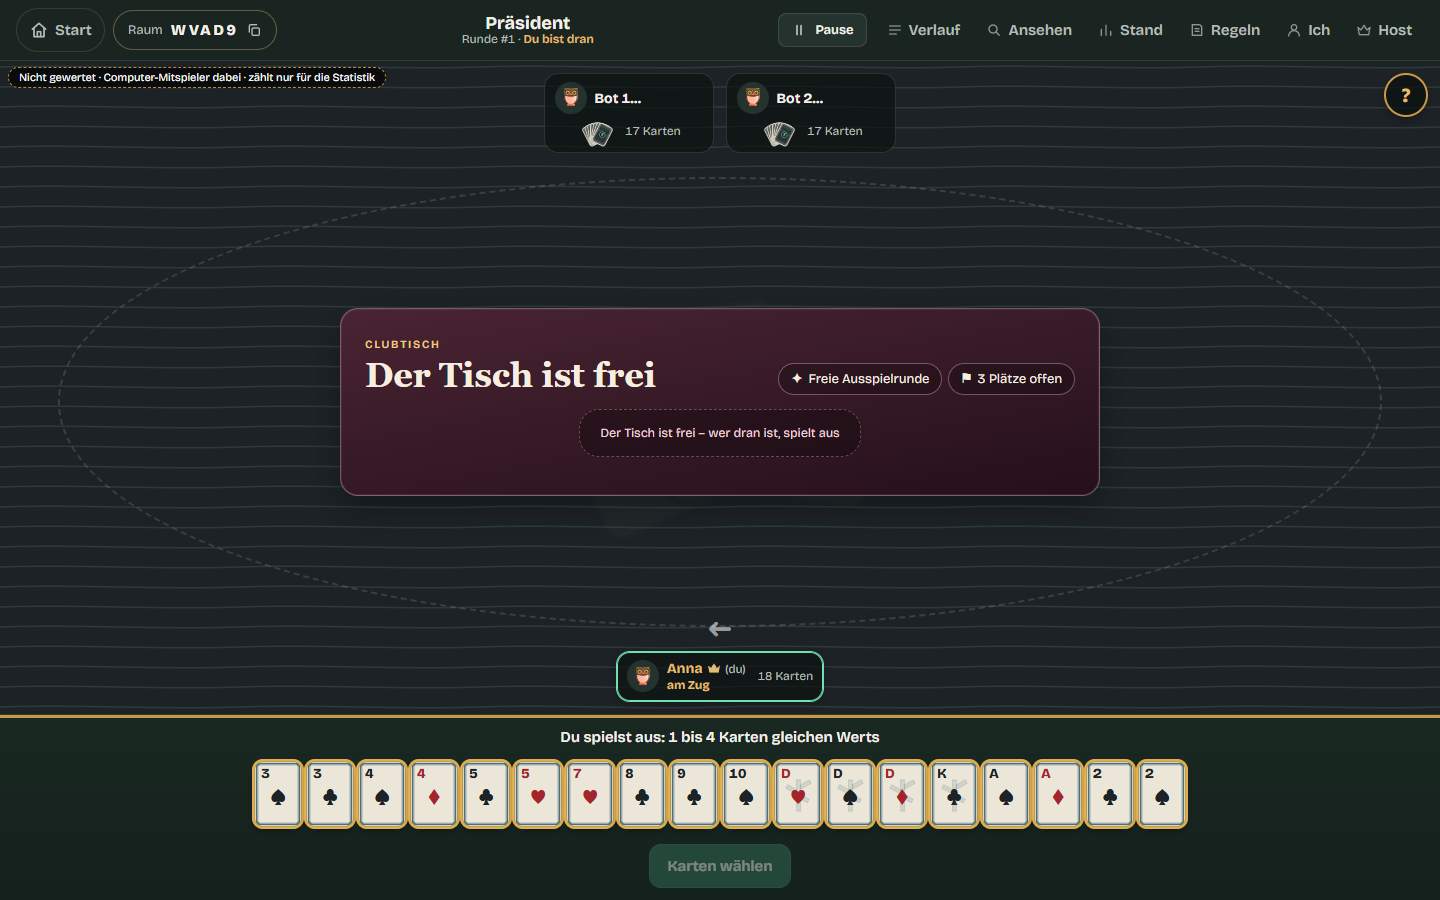 Start
Raum WVAD9
Präsident
Runde #1 · Du bist dran
Pause
Verlauf
Ansehen
Stand
Regeln
Ich
Host
Nicht gewertet · Computer-Mitspieler dabei · zählt nur für die Statistik
Bot 1...
17 Karten
Bot 2...
17 Karten
?
CLUBTISCH
Der Tisch ist frei
Freie Ausspielrunde
3 Plätze offen
Der Tisch ist frei – wer dran ist, spielt aus
Anna (du)
am Zug
18 Karten
Du spielst aus: 1 bis 4 Karten gleichen Werts
3 3 4 4 5 5 7 8 9 10 D D D K A A 2 2
Karten wählen